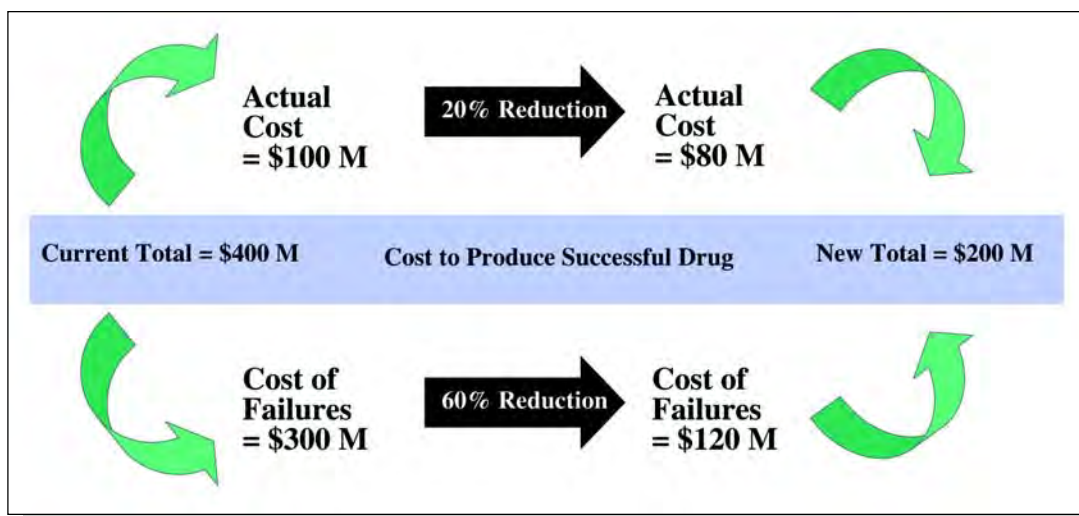 Actual
Cost
= $100 M
20% Reduction
Actual
Cost
= $80 M
Current Total = $400 M
Cost to Produce Successful Drug
New Total = $200 M
Cost of
Failures
= $300 M
60% Reduction
Cost of
Failures
= $120 M